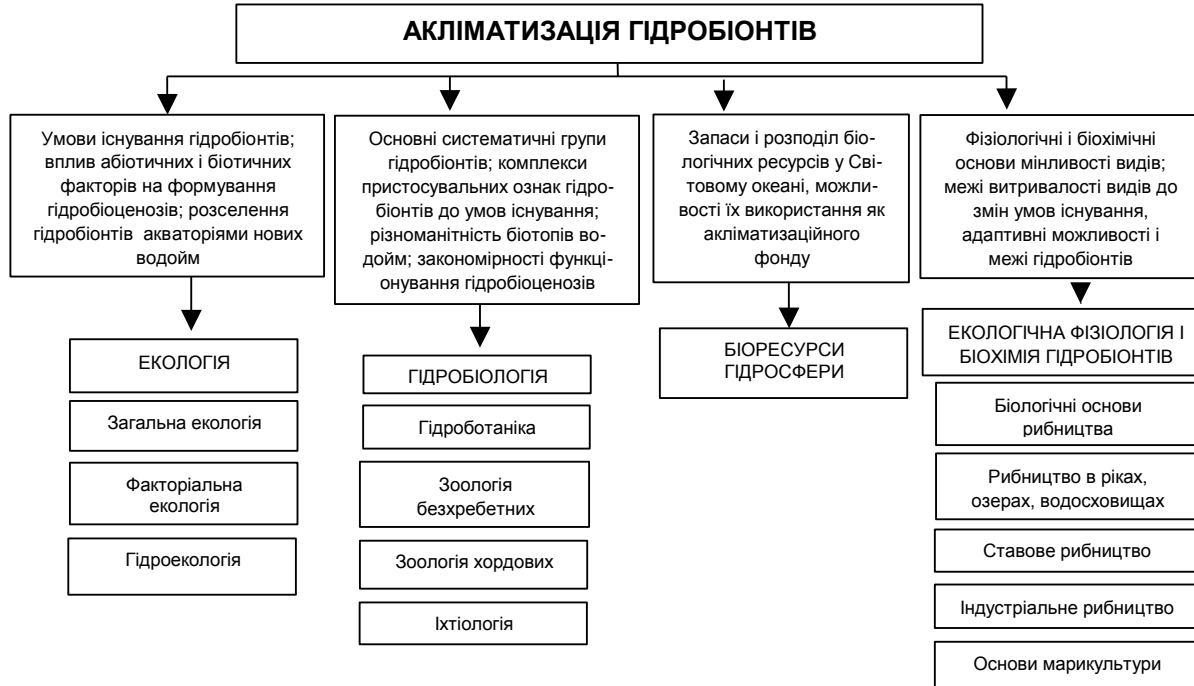 АКЛІМАТИЗАЦІЯ ГІДРОБІОНТІВ
Умови існування гідробіонтів;
вплив абіотичних і біотичних
факторів на формування
гідробіоценозів; розселення
гідробіонтів акваторіями нових
водойм
ЕКОЛОГІЯ
Загальна екологія
Факторіальна
екологія
Гідроекологія
Основні систематичні групи
гідробіонтів; комплекси
пристосувальних ознак гідро-
біонтів до умов існування;
різноманітність біотопів во-
дойм; закономірності функці-
онування гідробіоценозів
ГІДРОБІОЛОГІЯ
Гідроботаніка
Зоологія
безхребетних
Зоологія хордових
Іхтіологія
Запаси і розподіл біо-
логічних ресурсів у Сві-
товому океані, можли-
вості їх використання як
акліматизаційного
фонду
БІОРЕСУРСИ
ГІДРОСФЕРИ
Фізіологічні і біохімічні
основи мінливості видів;
межі витривалості видів до
змін умов існування,
адаптивні можливості і
межі гідробіонтів
ЕКОЛОГІЧНА ФІЗІОЛОГІЯ І
БІОХІМІЯ ГІДРОБІОНТІВ
Біологічні основи
рибництва
Рибництво в ріках,
озерах, водосховищах
Ставове рибництво
Індустріальне рибництво
Основи марикультури